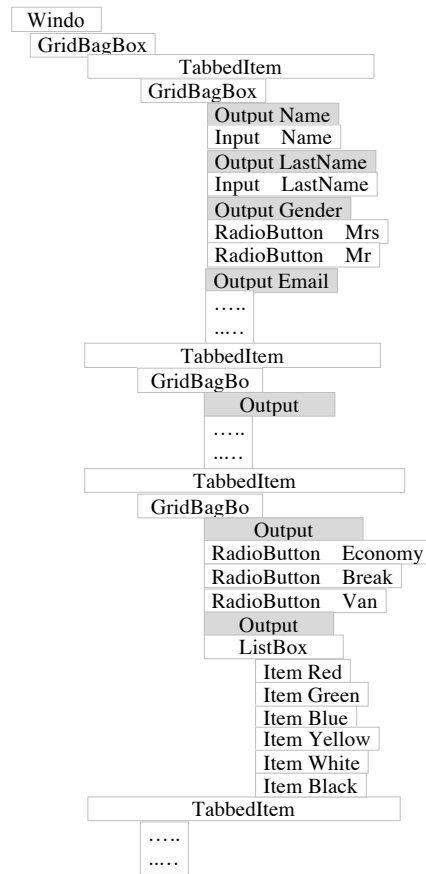 Windo
GridBagBox
TabbedItem
GridBagBox
Output Name
Input Name
Output LastName
Input LastName
Output Gender
RadioButton Mrs
RadioButton Mr
Output Email
…..
..…
TabbedItem
GridBagBo
Output
…..
..…
TabbedItem
GridBagBo
Output
RadioButton Economy
RadioButton Break
RadioButton Van
Output
ListBox
Item Red
Item Green
Item Blue
Item Yellow
Item White
Item Black
TabbedItem
…..
..…